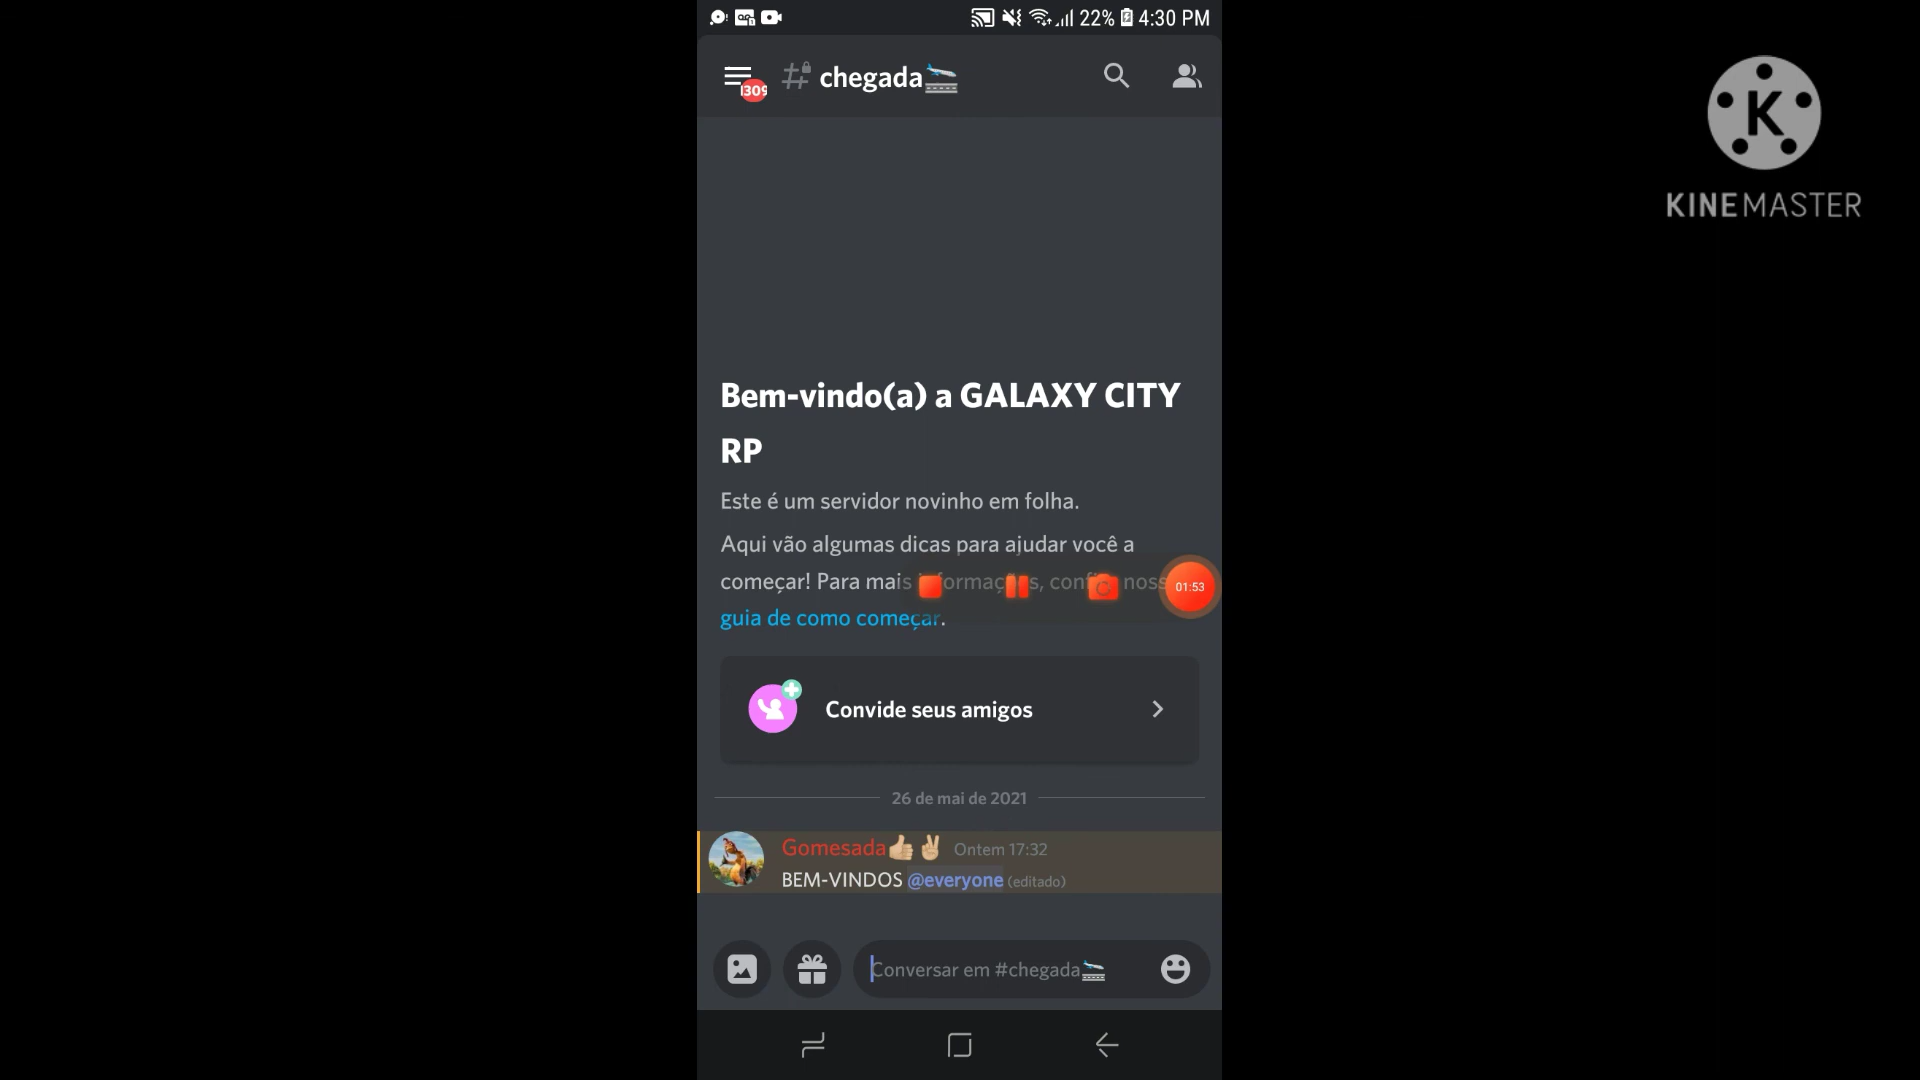 22% 4:30 PM
309
chegada
Bem-vindo(a) a GALAXY CITY
RP
Este é um servidor novinho em folha.
Aqui vão algumas dicas para ajudar você a
começar! Para mais
guia de como começar.
01:53
Convide seus amigos
26 de mai de 2021
Gomesada👍✌ Ontem 17:32
BEM-VINDOS @everyone (editado)
Conversar em #chegada
K
KINEMASTER